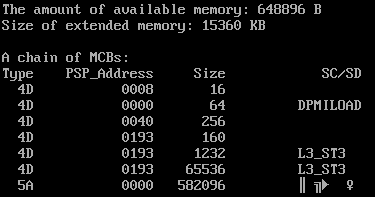 The amount of available memory: 648896 B
Size of extended memory: 15360 KB
A chain of MCBs:
Type PSP_Address Size SC/SD
4D 0008 16
4D 0000 64 DPMILOAD
4D 0040 256
4D 0193 160
4D 0193 1232 L3_ST3
4D 0193 65536 L3_ST3
5A 0000 582096 ║ ╗► ♀